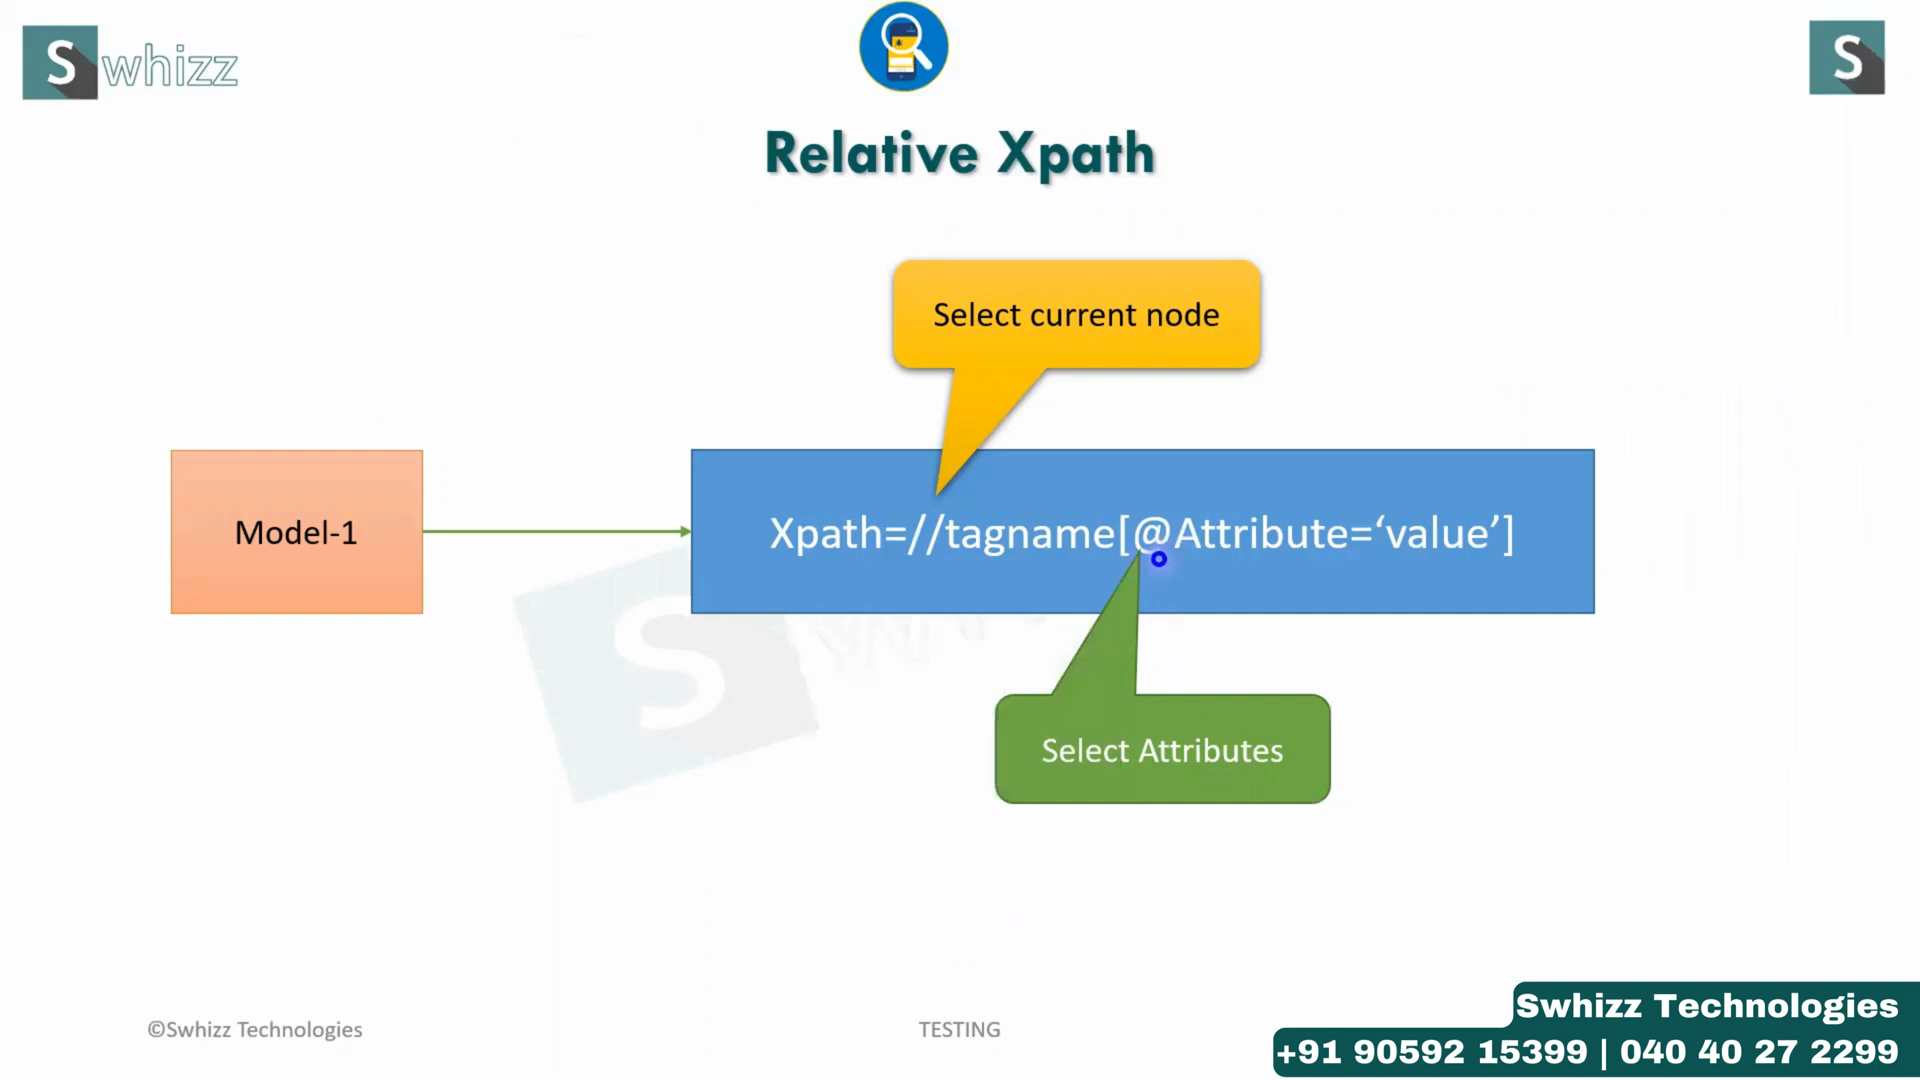 Swhizz
S
Relative Xpath
Select current node
Model-1
Xpath=//tagname[@Attribute=‘value’]
S
Select Attributes
©Swhizz Technologies
TESTING
Swhizz Technologies
+91 90592 15399 | 040 40 27 2299